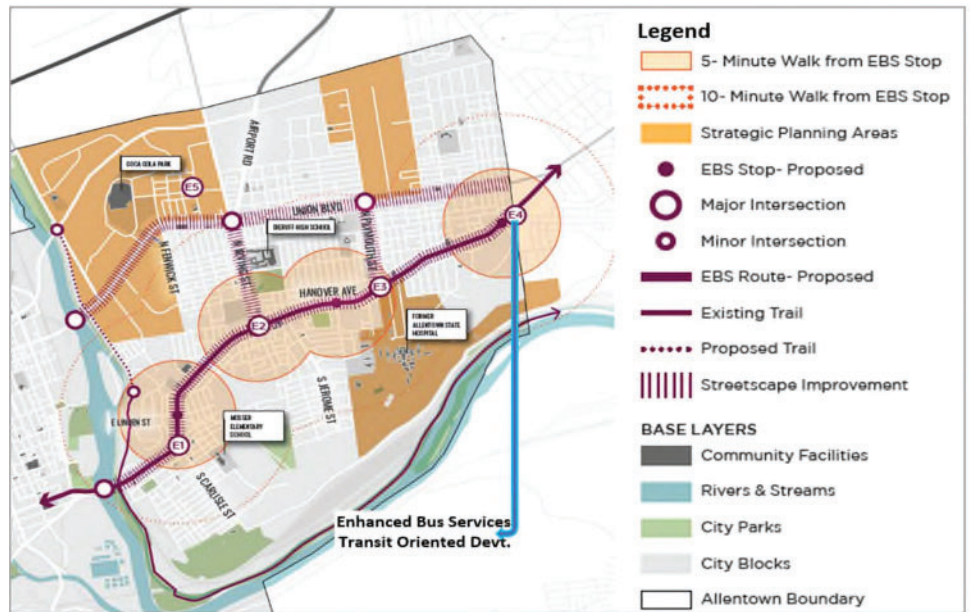 Legend
5- Minute Walk from EBS Stop
10- Minute Walk from EBS Stop
Strategic Planning Areas
EBS Stop- Proposed
Major Intersection
Minor Intersection
EBS Route- Proposed
Existing Trail
Proposed Trail
Streetscape Improvement
BASE LAYERS
Community Facilities
Rivers & Streams
City Parks
City Blocks
Allentown Boundary
COCA COLA PARK
AIRPORT RD
E5
UNION BLVD
N FENWICK ST
DIERUFF HIGH SCHOOL
E4
HANOVER AVE
E3
E2
FORMER
ALLENTOWN STATE
HOSPITAL
S JEROME ST
E LINDEN ST
MOSSER
ELEMENTARY
SCHOOL
E1
S CARLISLE ST
Enhanced Bus Services
Transit Oriented Devt.